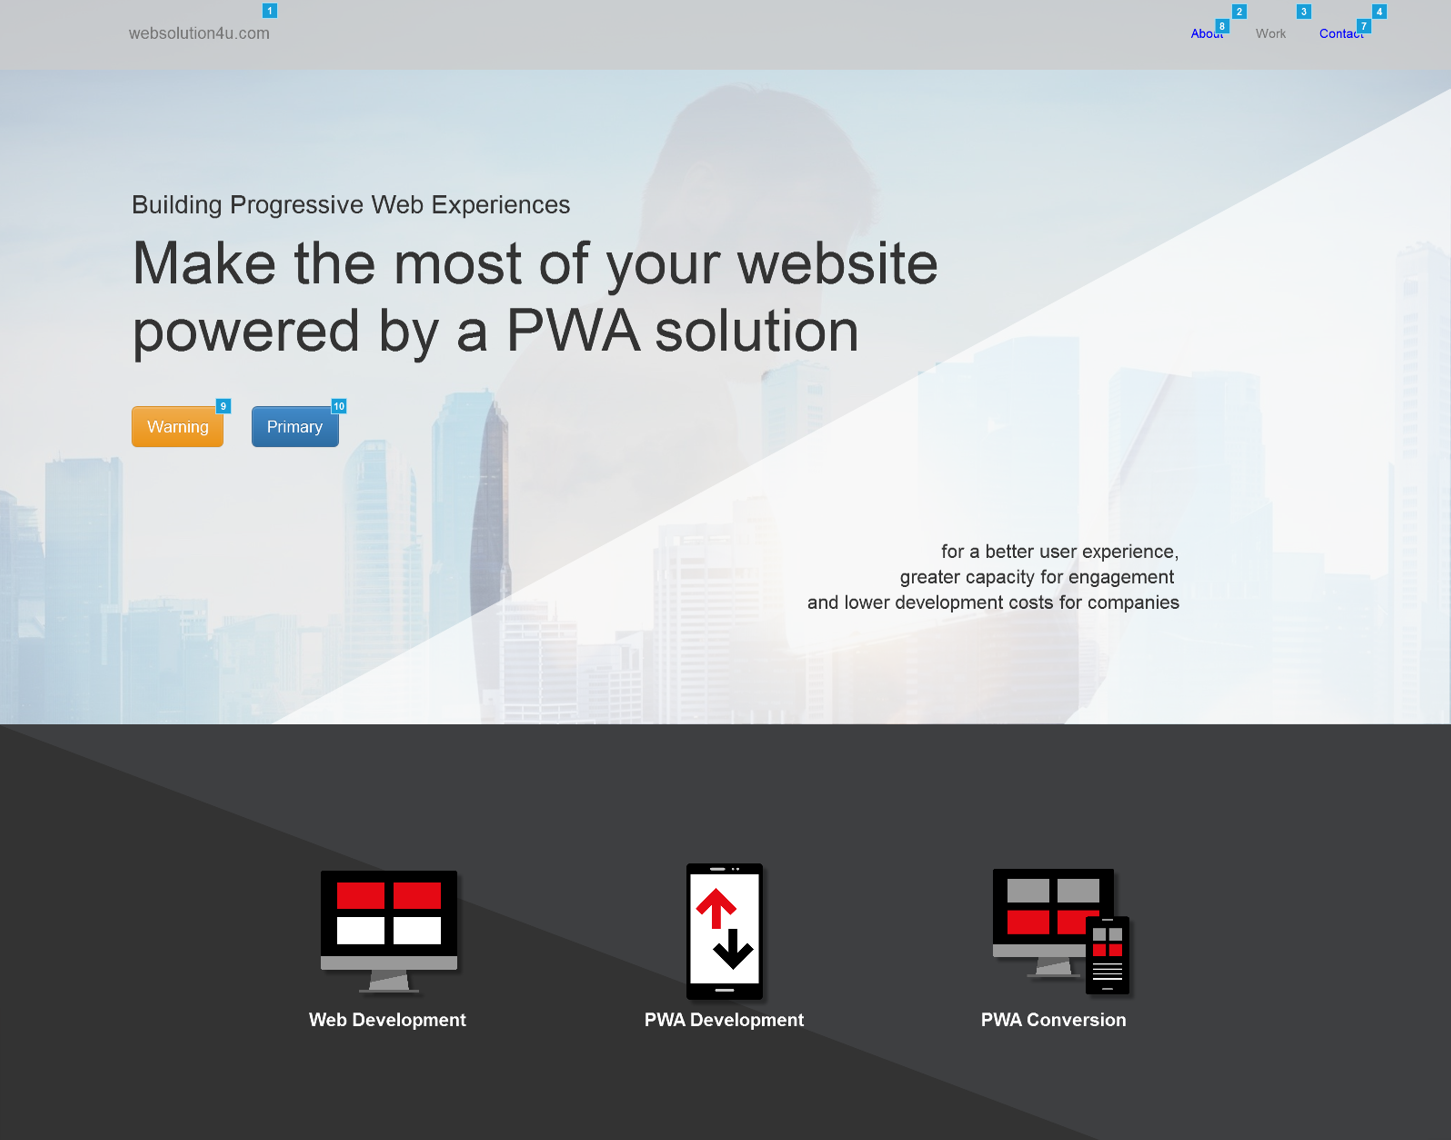 1
websolution4u.com
2 3 4
8 7
About Work Contact
Building Progressive Web Experiences
Make the most of your website
powered by a PWA solution
9 10
Warning Primary
for a better user experience,
greater capacity for engagement
and lower development costs for companies
Web Development PWA Development PWA Conversion